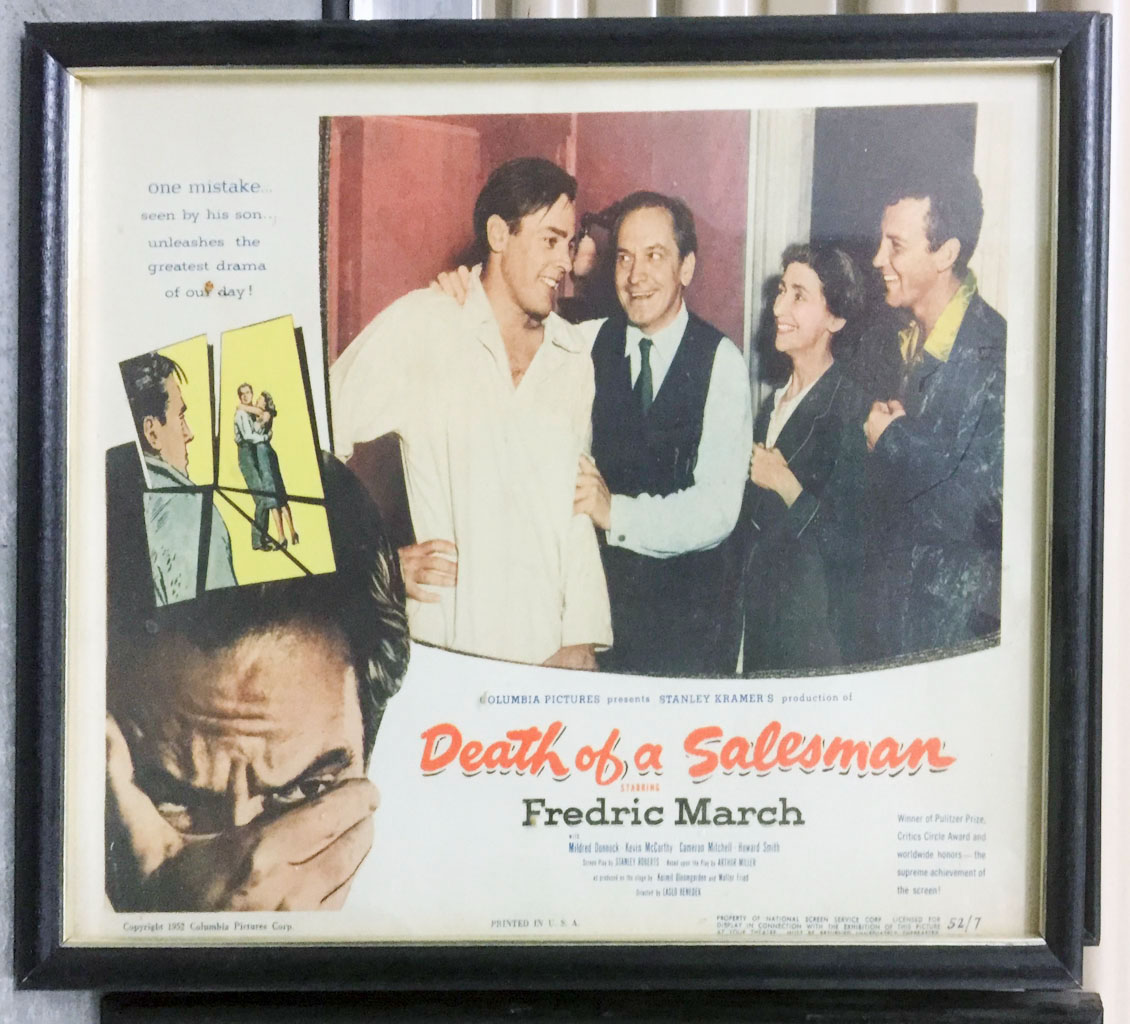 one mistake...
seen by his son...
unleashes the
greatest drama
of our day!
COLUMBIA PICTURES presents STANLEY KRAMER'S production of
Death of a Salesman
STARRING
Fredric March
with
Mildred Dunnock · Kevin McCarthy · Cameron Mitchell · Howard Smith
Screen Play by STANLEY ROBERTS · Based upon the Play by ARTHUR MILLER
as produced on the stage by Kermit Bloomgarden and Walter Fried
Directed by LASLO BENEDEK
Winner of Pulitzer Prize,
Critics Circle Award and
worldwide honors—the
supreme achievement of
the screen!
Copyright 1952 Columbia Pictures Corp.
PRINTED IN U. S. A.
PROPERTY OF NATIONAL SCREEN SERVICE CORP. LICENSED FOR
DISPLAY IN CONNECTION WITH THE EXHIBITION OF THIS PICTURE
AT YOUR THEATRE.
52/7